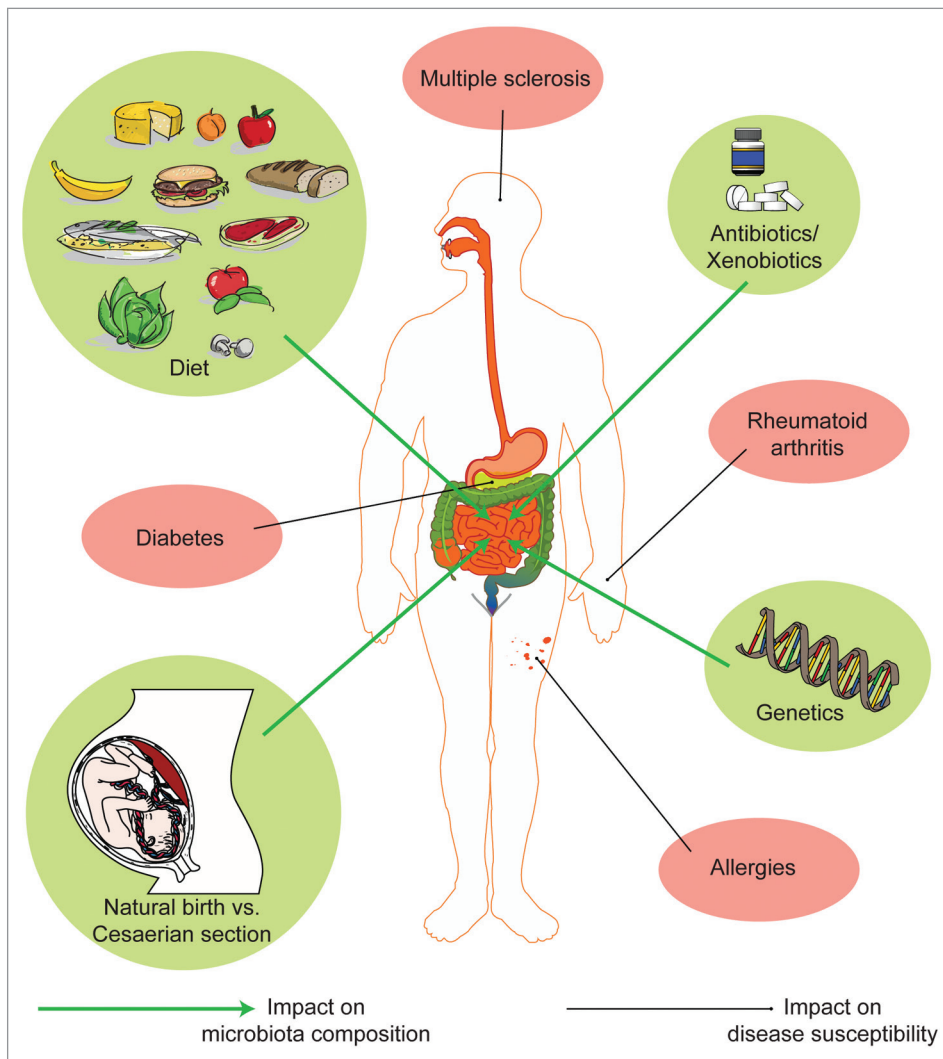 Multiple sclerosis
Antibiotics/
Xenobiotics
Diet
Rheumatoid
arthritis
Diabetes
Genetics
Allergies
Natural birth vs.
Cesaerian section
Impact on
microbiota composition
Impact on
disease susceptibility